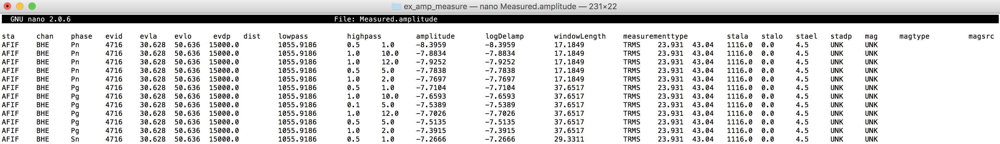 ex_amp_measure — nano Measured.amplitude — 231×22
GNU nano 2.0.6 File: Measured.amplitude
sta chan phase evid evla evlo evdp dist lowpass highpass amplitude logDelamp windowLength measurementtype stala stalo stael stadp mag magtype magsrc
AFIF BHE Pn 4716 30.628 50.636 15000.0 1055.9186 0.5 1.0 -8.3959 -8.3959 17.1849 TRMS 23.931 43.04 1116.0 0.0 4.5 UNK UNK
AFIF BHE Pn 4716 30.628 50.636 15000.0 1055.9186 1.0 10.0 -7.8834 -7.8834 17.1849 TRMS 23.931 43.04 1116.0 0.0 4.5 UNK UNK
AFIF BHE Pn 4716 30.628 50.636 15000.0 1055.9186 1.0 12.0 -7.9252 -7.9252 17.1849 TRMS 23.931 43.04 1116.0 0.0 4.5 UNK UNK
AFIF BHE Pn 4716 30.628 50.636 15000.0 1055.9186 0.5 5.0 -7.7838 -7.7838 17.1849 TRMS 23.931 43.04 1116.0 0.0 4.5 UNK UNK
AFIF BHE Pn 4716 30.628 50.636 15000.0 1055.9186 1.0 2.0 -7.7697 -7.7697 17.1849 TRMS 23.931 43.04 1116.0 0.0 4.5 UNK UNK
AFIF BHE Pg 4716 30.628 50.636 15000.0 1055.9186 0.5 1.0 -7.7104 -7.7104 37.6517 TRMS 23.931 43.04 1116.0 0.0 4.5 UNK UNK
AFIF BHE Pg 4716 30.628 50.636 15000.0 1055.9186 1.0 10.0 -7.6593 -7.6593 37.6517 TRMS 23.931 43.04 1116.0 0.0 4.5 UNK UNK
AFIF BHE Pg 4716 30.628 50.636 15000.0 1055.9186 0.1 5.0 -7.5389 -7.5389 37.6517 TRMS 23.931 43.04 1116.0 0.0 4.5 UNK UNK
AFIF BHE Pg 4716 30.628 50.636 15000.0 1055.9186 1.0 12.0 -7.7026 -7.7026 37.6517 TRMS 23.931 43.04 1116.0 0.0 4.5 UNK UNK
AFIF BHE Pg 4716 30.628 50.636 15000.0 1055.9186 0.5 5.0 -7.5135 -7.5135 37.6517 TRMS 23.931 43.04 1116.0 0.0 4.5 UNK UNK
AFIF BHE Pg 4716 30.628 50.636 15000.0 1055.9186 1.0 2.0 -7.3915 -7.3915 37.6517 TRMS 23.931 43.04 1116.0 0.0 4.5 UNK UNK
AFIF BHE Sn 4716 30.628 50.636 15000.0 1055.9186 0.5 1.0 -7.2666 -7.2666 29.3311 TRMS 23.931 43.04 1116.0 0.0 4.5 UNK UNK